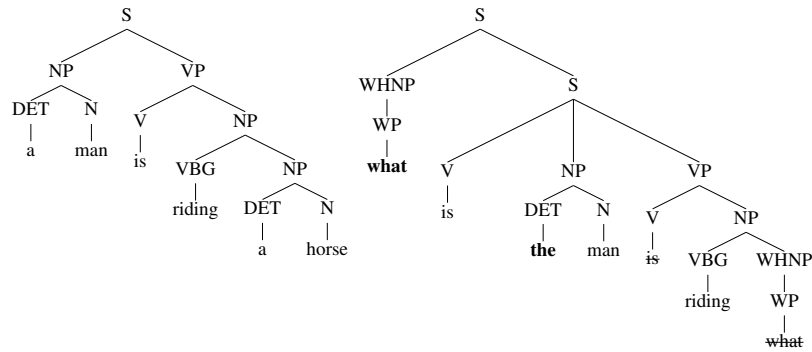 S S
NP VP WHNP S
DET N V NP WP V NP VP
a man is VBG NP what is DET N V NP
riding DET N the man is VBG WHNP
a horse riding WP
what